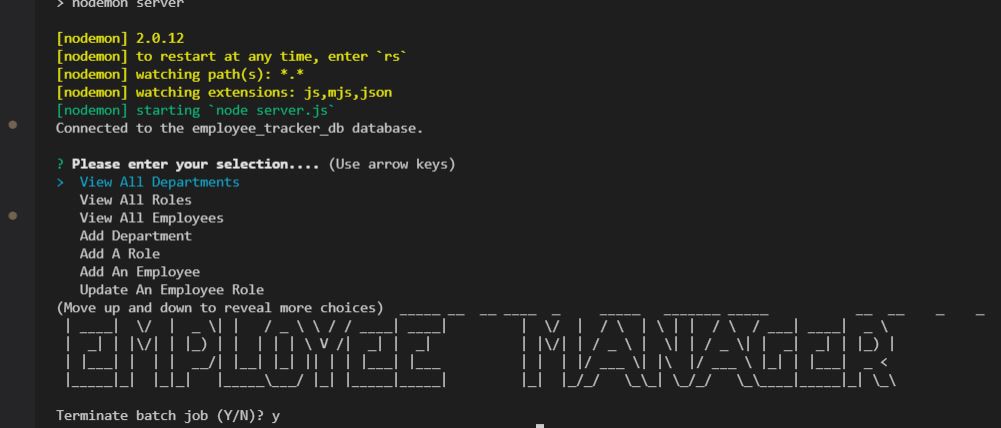 > nodemon server
[nodemon] 2.0.12
[nodemon] to restart at any time, enter `rs`
[nodemon] watching path(s): *.*
[nodemon] watching extensions: js,mjs,json
[nodemon] starting `node server.js`
Connected to the employee_tracker_db database.
? Please enter your selection.... (Use arrow keys)
> View All Departments
View All Roles
View All Employees
Add Department
Add A Role
Add An Employee
Update An Employee Role
(Move up and down to reveal more choices)
EMPLOYEE MANAGER
Terminate batch job (Y/N)? y